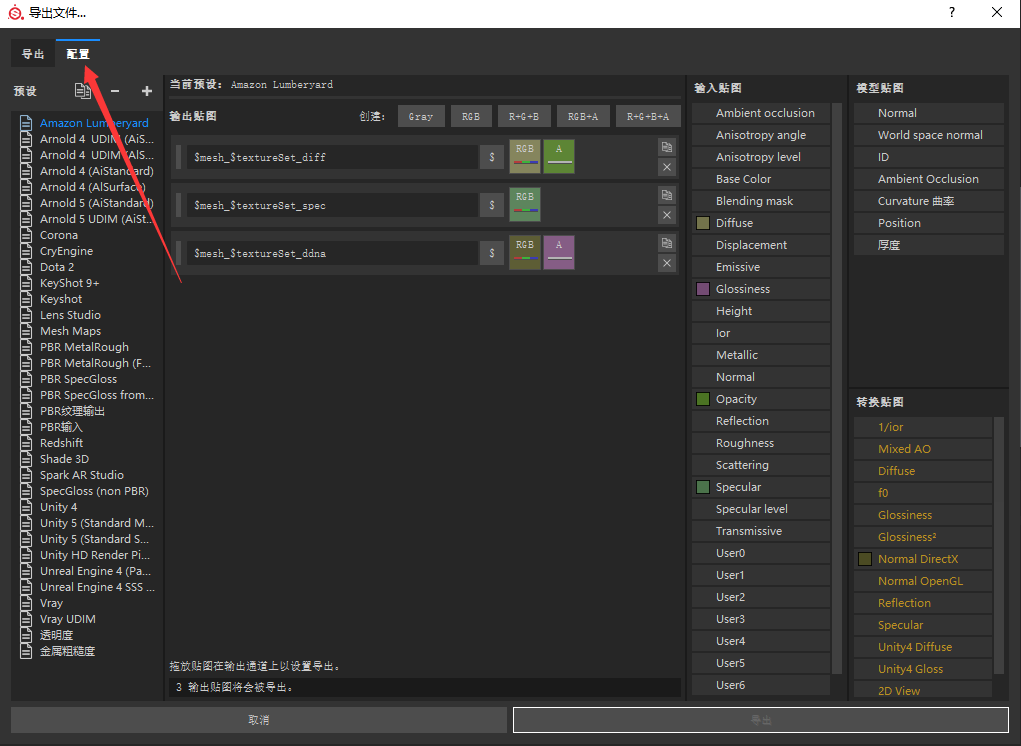 导出文件...
?
导出
配置
预设
Amazon Lumberyard
Arnold 4 UDIM (AiS...
Arnold 4 UDIM (AlS...
Arnold 4 (AiStandard)
Arnold 4 (AlSurface)
Arnold 5 (AiStandard)
Arnold 5 UDIM (AiSt...
Corona
CryEngine
Dota 2
KeyShot 9+
Keyshot
Lens Studio
Mesh Maps
PBR MetalRough
PBR MetalRough (F...
PBR SpecGloss
PBR SpecGloss from...
PBR纹理输出
PBR输入
Redshift
Shade 3D
Spark AR Studio
SpecGloss (non PBR)
Unity 4
Unity 5 (Standard M...
Unity 5 (Standard S...
Unity HD Render Pi...
Unreal Engine 4 (Pa...
Unreal Engine 4 SSS ...
Vray
Vray UDIM
透明度
金属粗糙度
当前预设: Amazon Lumberyard
输出贴图
创建:
Gray
RGB
R+G+B
RGB+A
R+G+B+A
$mesh_$textureSet_diff
$
RGB
A
$mesh_$textureSet_spec
$
RGB
$mesh_$textureSet_ddna
$
RGB
A
拖放贴图在输出通道上以设置导出。
3 输出贴图将会被导出。
输入贴图
Ambient occlusion
Anisotropy angle
Anisotropy level
Base Color
Blending mask
Diffuse
Displacement
Emissive
Glossiness
Height
Ior
Metallic
Normal
Opacity
Reflection
Roughness
Scattering
Specular
Specular level
Transmissive
User0
User1
User2
User3
User4
User5
User6
模型贴图
Normal
World space normal
ID
Ambient Occlusion
Curvature 曲率
Position
厚度
转换贴图
1/ior
Mixed AO
Diffuse
f0
Glossiness
Glossiness²
Normal DirectX
Normal OpenGL
Reflection
Specular
Unity4 Diffuse
Unity4 Gloss
2D View
取消
导出